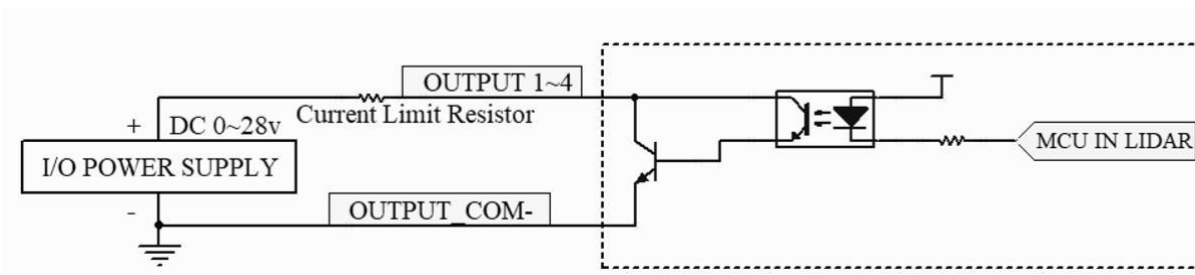 OUTPUT 1~4
Current Limit Resistor
+
DC 0~28v
I/O POWER SUPPLY
MCU IN LIDAR
-
OUTPUT_COM-